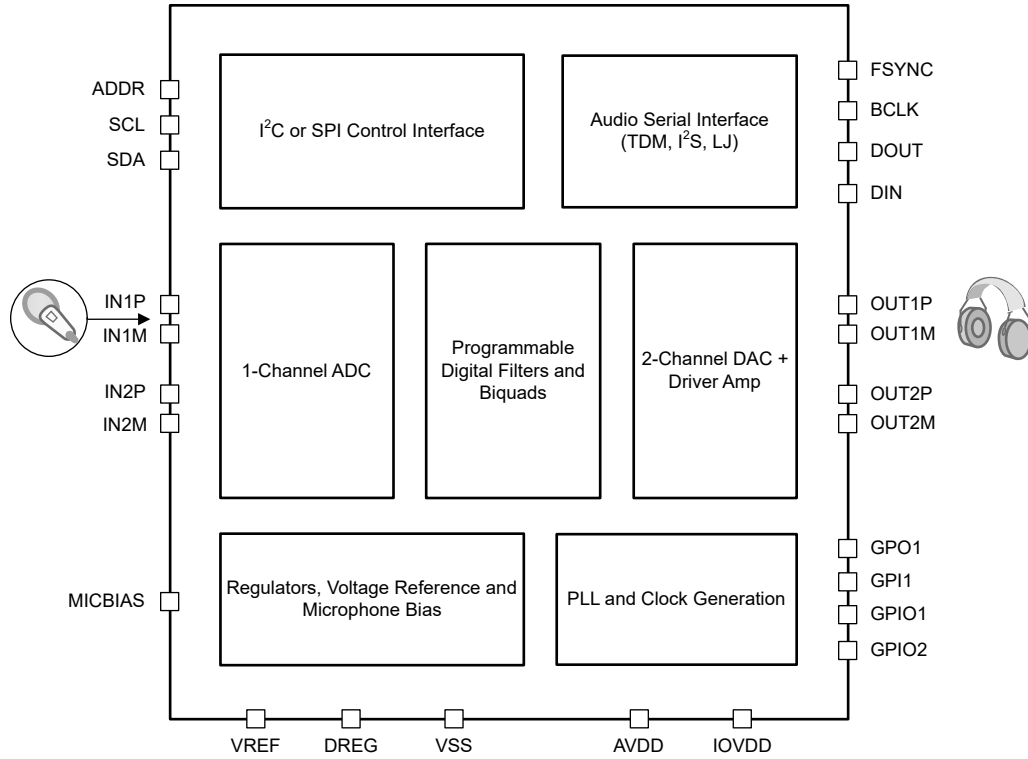 ADDR
SCL
SDA
I²C or SPI Control Interface
Audio Serial Interface
(TDM, I²S, LJ)
FSYNC
BCLK
DOUT
DIN
IN1P
IN1M
IN2P
IN2M
1-Channel ADC
Programmable
Digital Filters and
Biquads
2-Channel DAC +
Driver Amp
OUT1P
OUT1M
OUT2P
OUT2M
MICBIAS
Regulators, Voltage Reference and
Microphone Bias
PLL and Clock Generation
GPO1
GPI1
GPIO1
GPIO2
VREF
DREG
VSS
AVDD
IOVDD